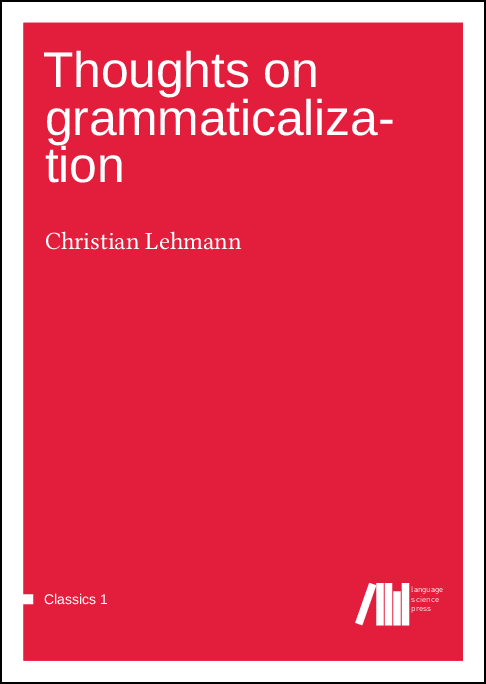 Thoughts on
grammaticaliza-
tion
Christian Lehmann
Classics 1
language
science
press